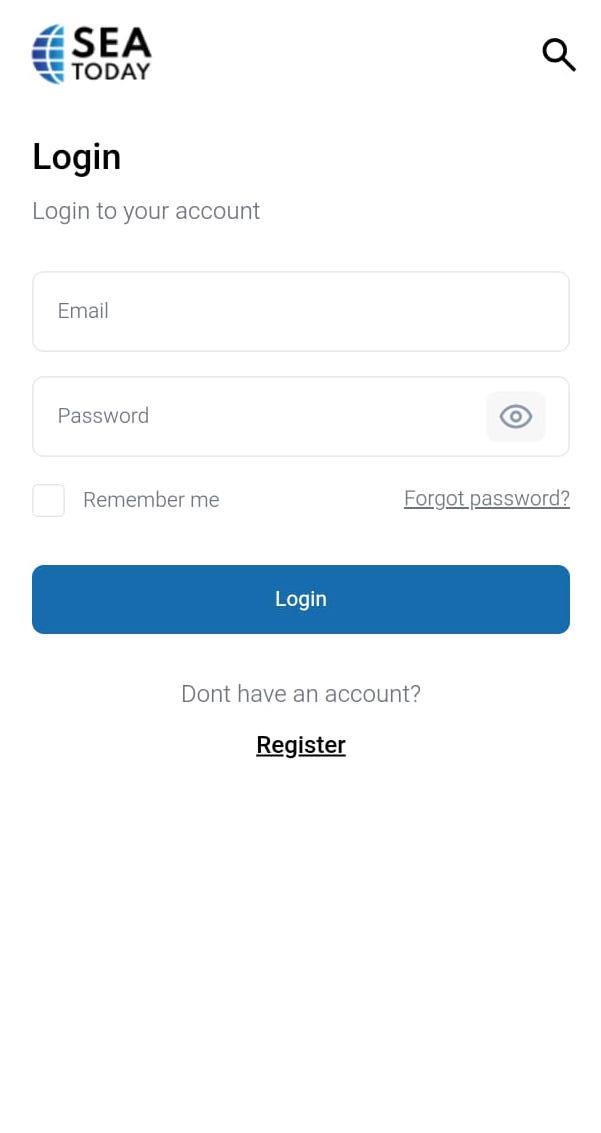 SEA
TODAY
Login
Login to your account
Email
Password
Remember me
Forgot password?
Login
Dont have an account?
Register